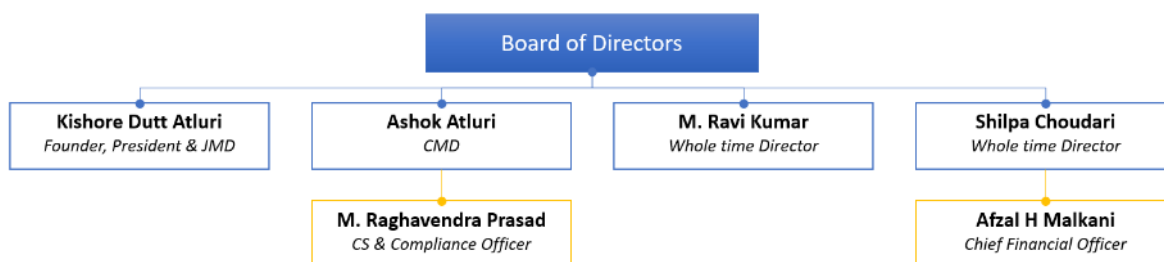 Board of Directors
Kishore Dutt Atluri
Founder, President & JMD
Ashok Atluri
CMD
M. Ravi Kumar
Whole time Director
Shilpa Choudari
Whole time Director
M. Raghavendra Prasad
CS & Compliance Officer
Afzal H Malkani
Chief Financial Officer